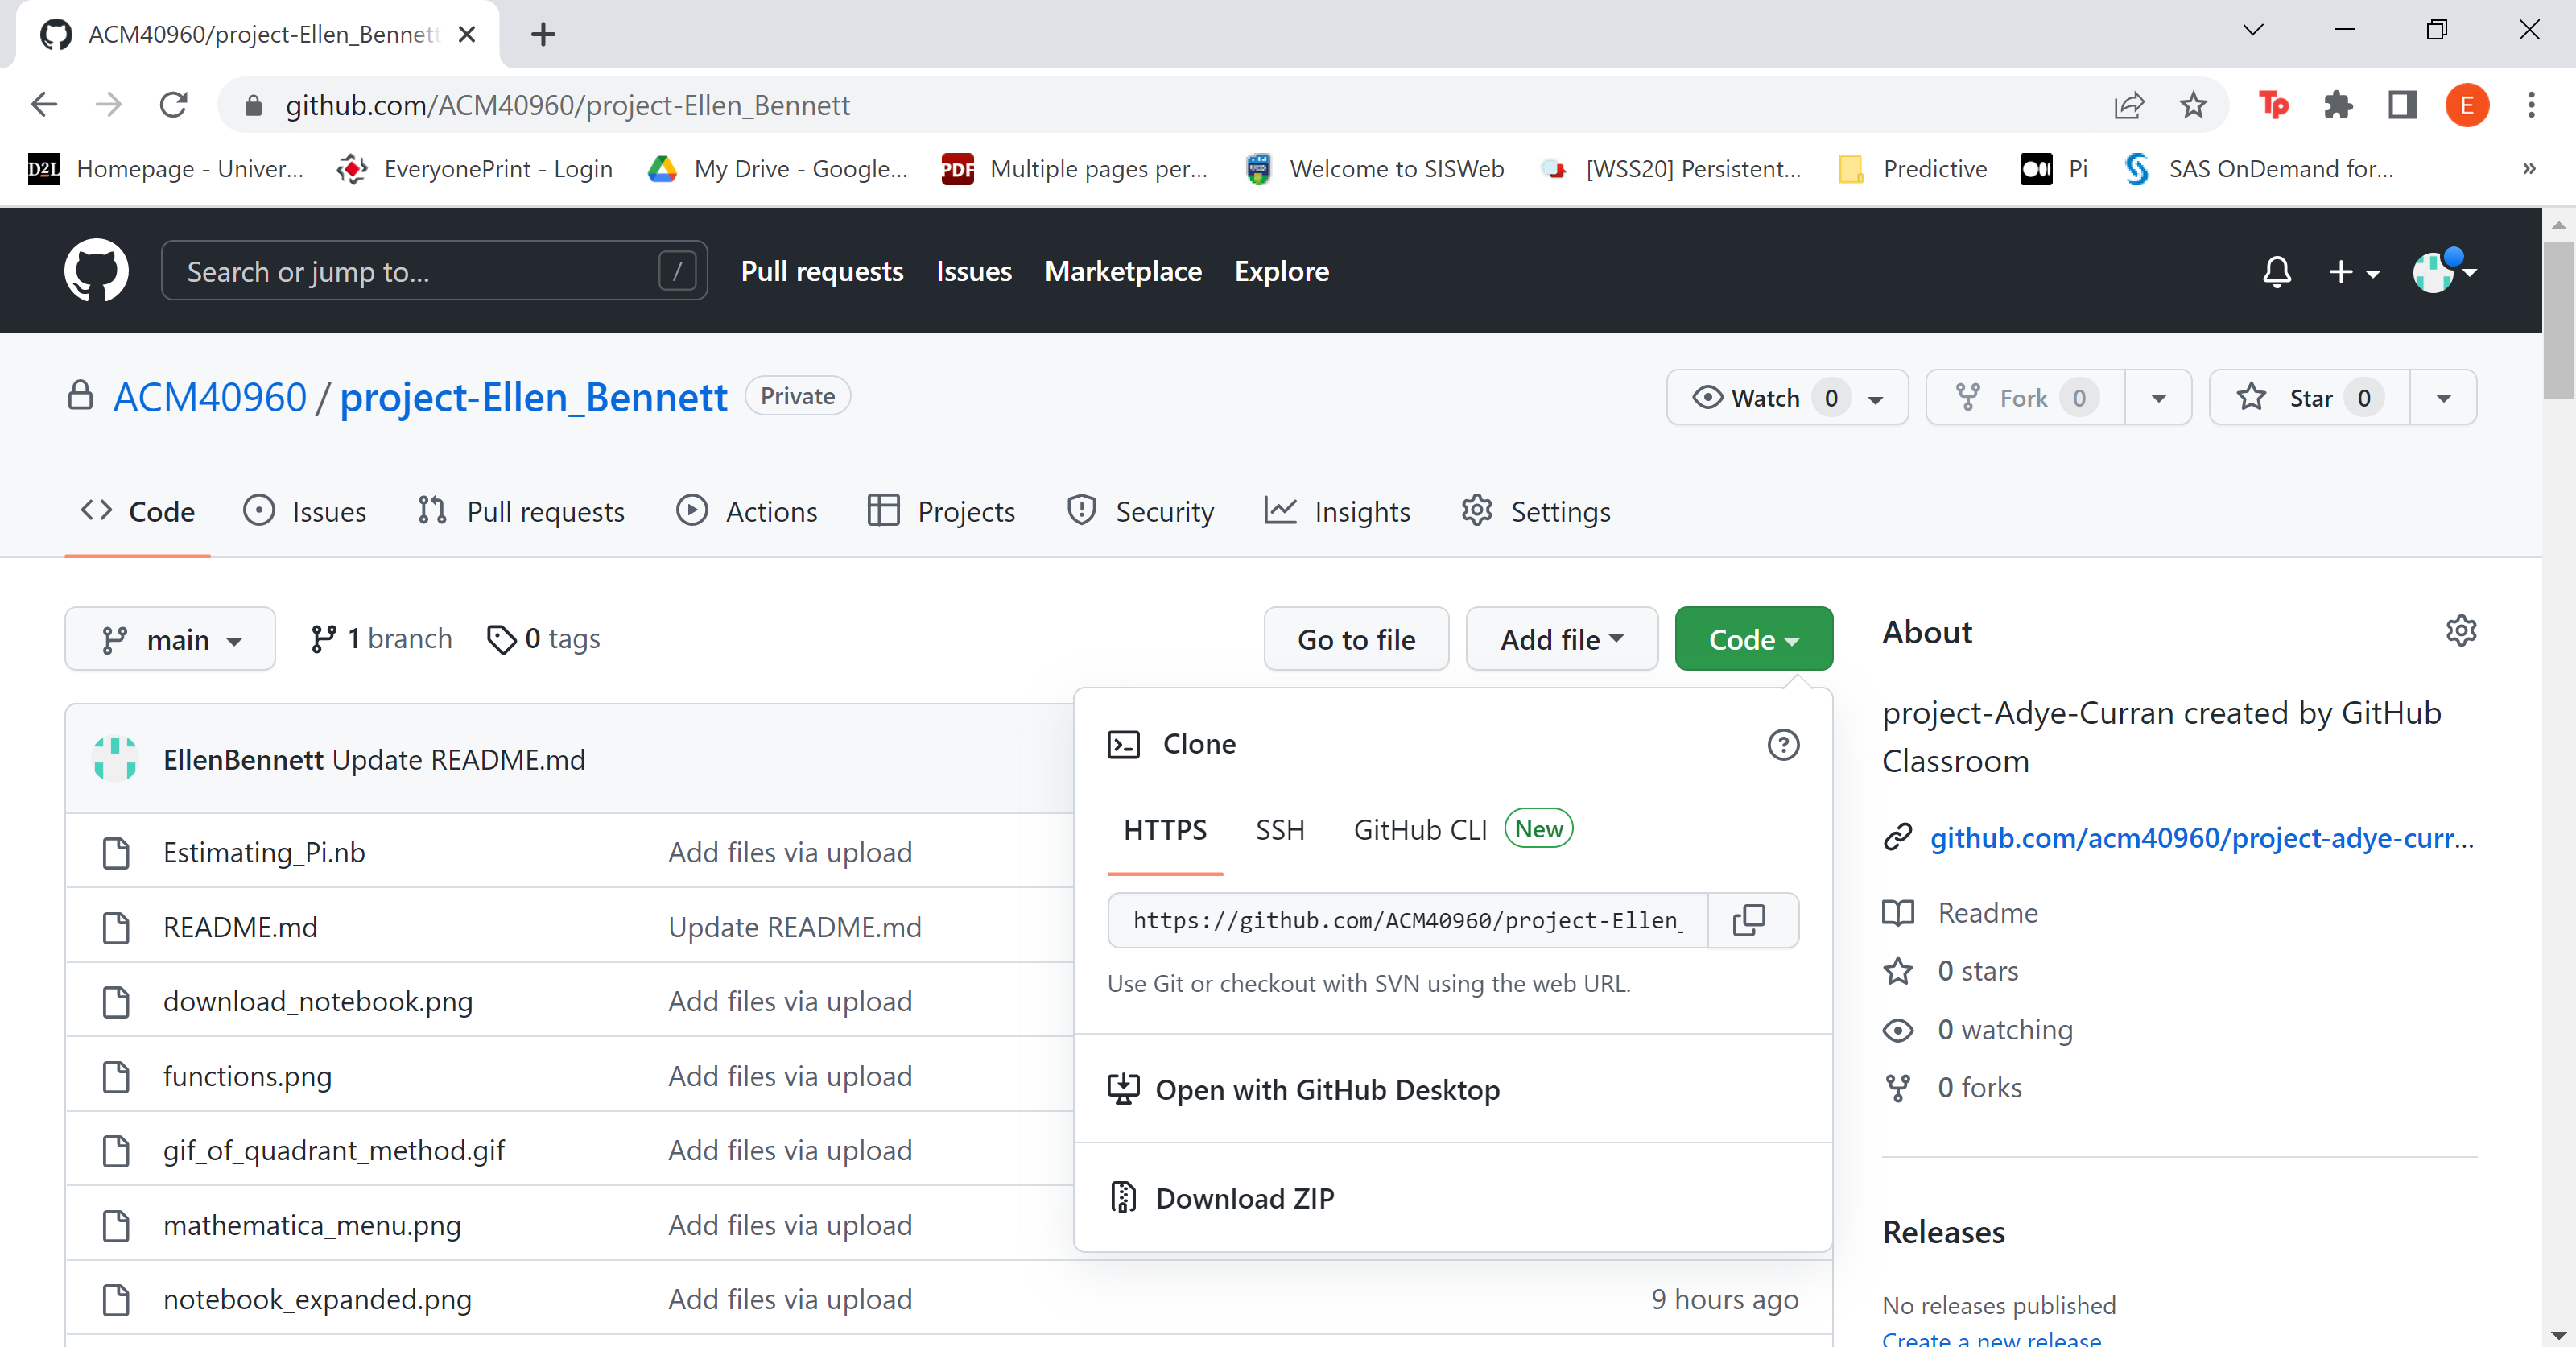 ACM40960/project-Ellen_Bennett
github.com/ACM40960/project-Ellen_Bennett
Tp
E
D2L Homepage - Univer...
EveryonePrint - Login
My Drive - Google...
PDF Multiple pages per...
Welcome to SISWeb
[WSS20] Persistent...
Predictive
Pi
SAS OnDemand for...
»
Search or jump to... /
Pull requests
Issues
Marketplace
Explore
ACM40960 / project-Ellen_Bennett Private
Watch 0
Fork 0
Star 0
Code
Issues
Pull requests
Actions
Projects
Security
Insights
Settings
main
1 branch
0 tags
Go to file
Add file
Code
EllenBennett Update README.md
Estimating_Pi.nb Add files via upload
README.md Update README.md
download_notebook.png Add files via upload
functions.png Add files via upload
gif_of_quadrant_method.gif Add files via upload
mathematica_menu.png Add files via upload
notebook_expanded.png Add files via upload 9 hours ago
Clone
HTTPS SSH GitHub CLI New
https://github.com/ACM40960/project-Ellen_
Use Git or checkout with SVN using the web URL.
Open with GitHub Desktop
Download ZIP
About
project-Adye-Curran created by GitHub
Classroom
github.com/acm40960/project-adye-curr...
Readme
0 stars
0 watching
0 forks
Releases
No releases published
Create a new release